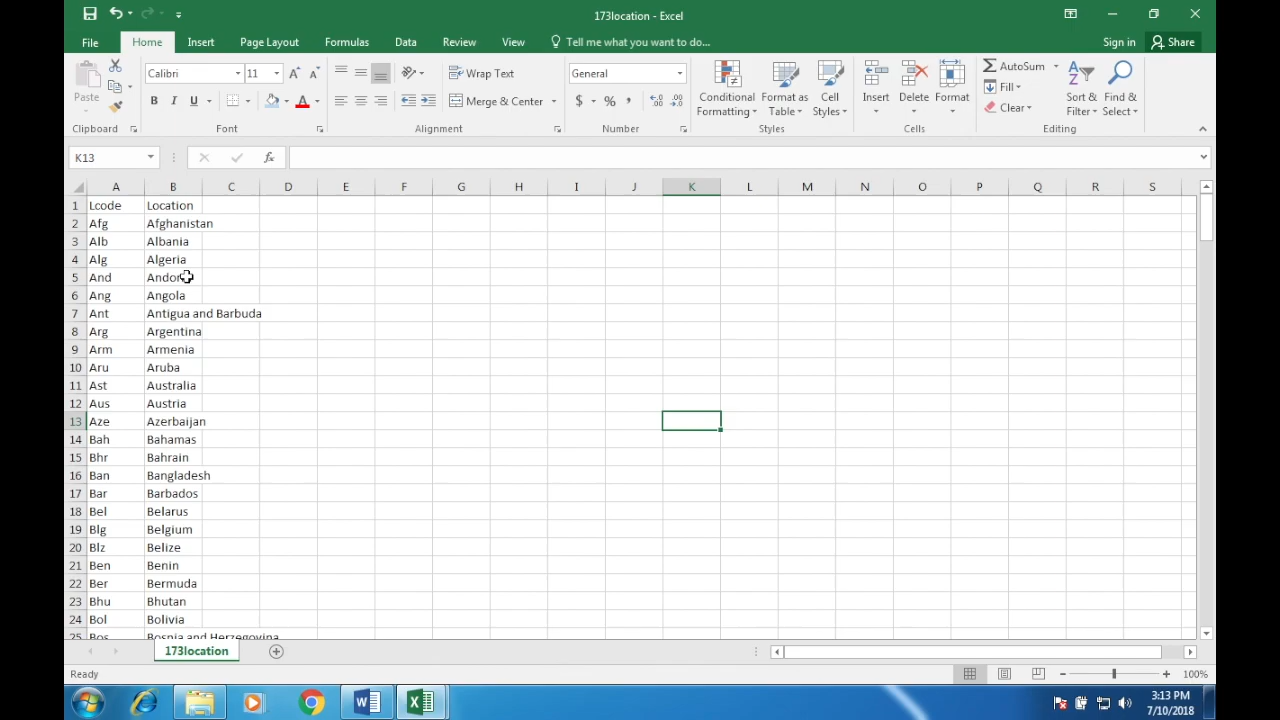 173location - Excel
File Home Insert Page Layout Formulas Data Review View Tell me what you want to do... Sign in Share
Paste
Calibri 11
B I U A
Wrap Text
Merge & Center
General
$ % ,
Conditional Formatting
Format as Table
Cell Styles
Insert
Delete
Format
AutoSum
Fill
Clear
Sort & Filter
Find & Select
Clipboard Font Alignment Number Styles Cells Editing
K13 fx
A B C D E F G H I J K L M N O P Q R S
1 Lcode Location
2 Afg Afghanistan
3 Alb Albania
4 Alg Algeria
5 And
6 Ang Angola
7 Ant Antigua and Barbuda
8 Arg Argentina
9 Arm Armenia
10 Aru Aruba
11 Ast Australia
12 Aus Austria
13 Aze Azerbaijan
14 Bah Bahamas
15 Bhr Bahrain
16 Ban Bangladesh
17 Bar Barbados
18 Bel Belarus
19 Blg Belgium
20 Blz Belize
21 Ben Benin
22 Ber Bermuda
23 Bhu Bhutan
24 Bol Bolivia
25 Bos Bosnia and Herzegovina
173location
Ready 100%
3:13 PM
7/10/2018